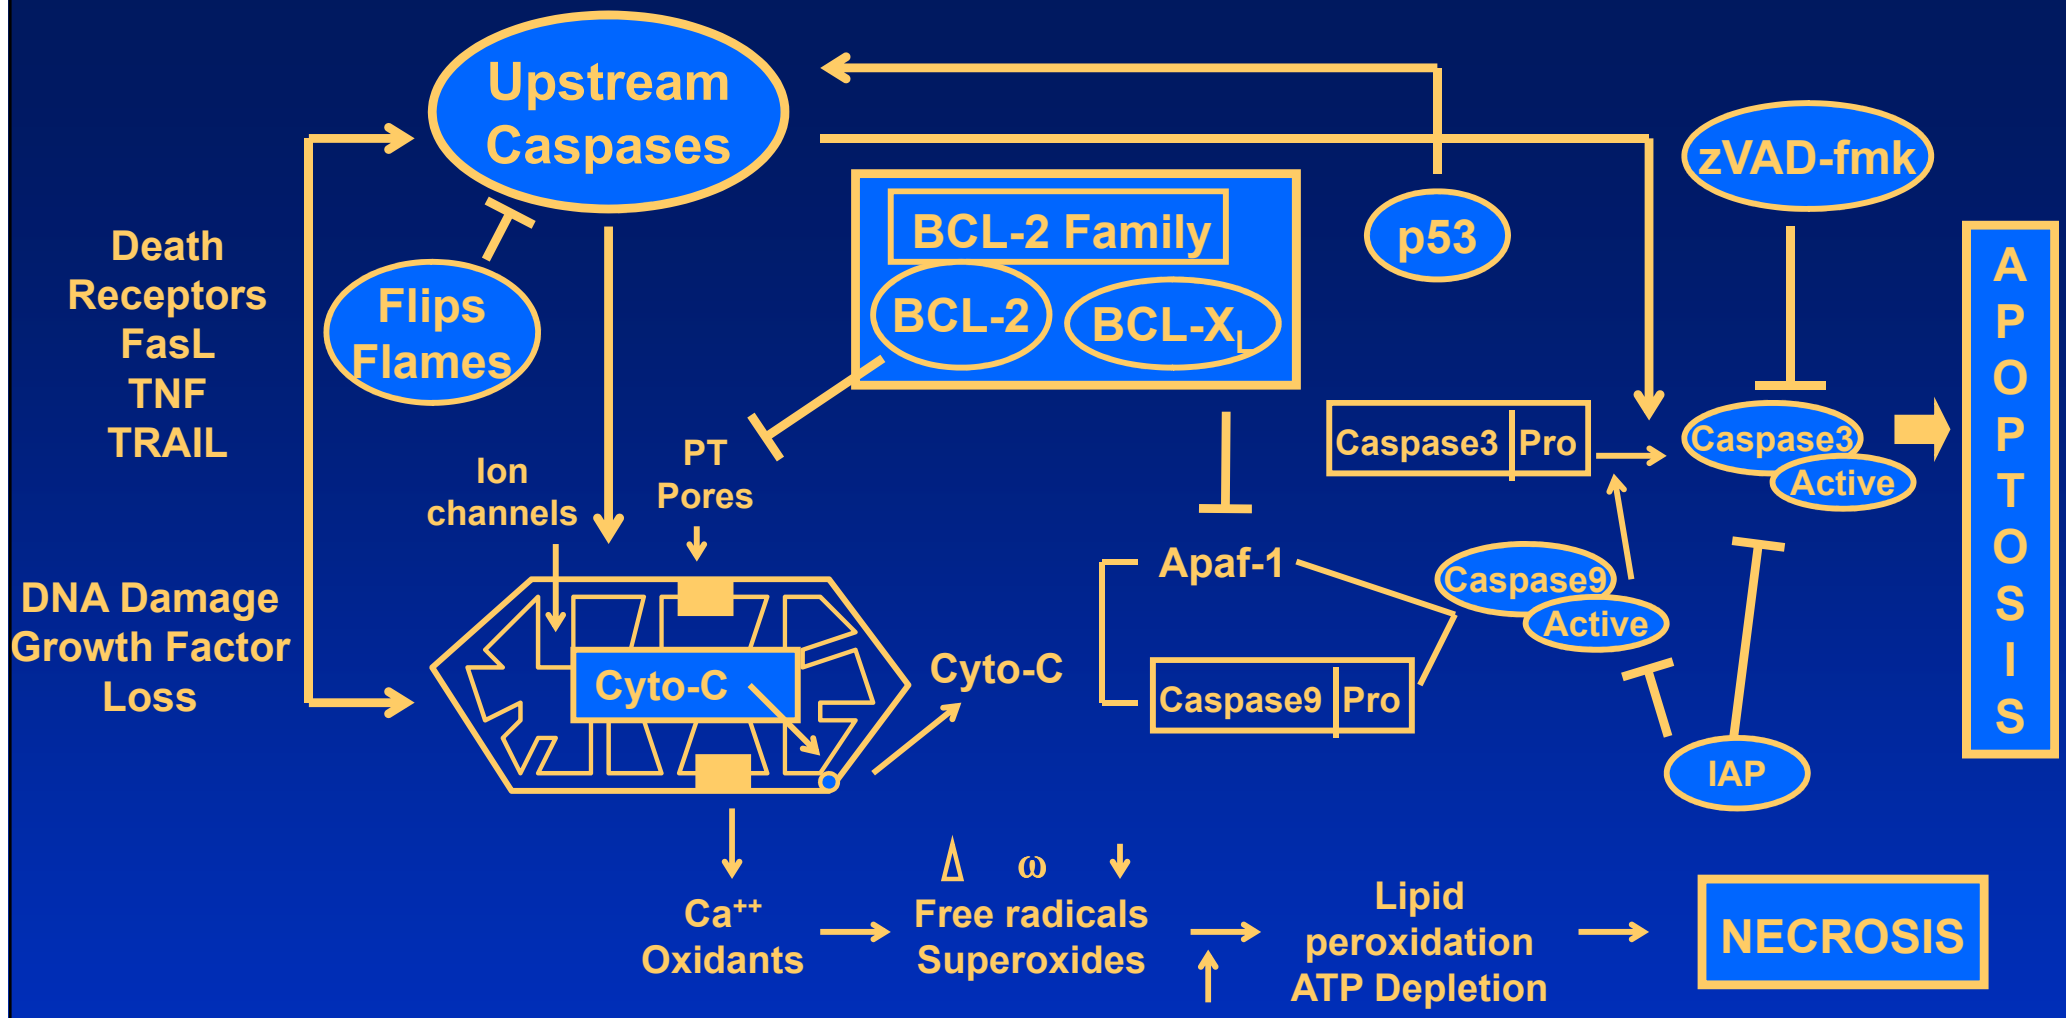 Upstream
Caspases
zVAD-fmk
BCL-2 Family
p53
Death
Receptors
FasL
TNF
TRAIL
Flips
Flames
BCL-2
BCL-XL
A
P
O
P
T
O
S
I
S
PT
Pores
Ion
channels
Caspase3 Pro
Caspase3
Active
Apaf-1
Caspase9
Active
DNA Damage
Growth Factor
Loss
Cyto-C
Cyto-C
Caspase9 Pro
IAP
Δ ω
Ca++
Oxidants
Free radicals
Superoxides
Lipid
peroxidation
ATP Depletion
NECROSIS